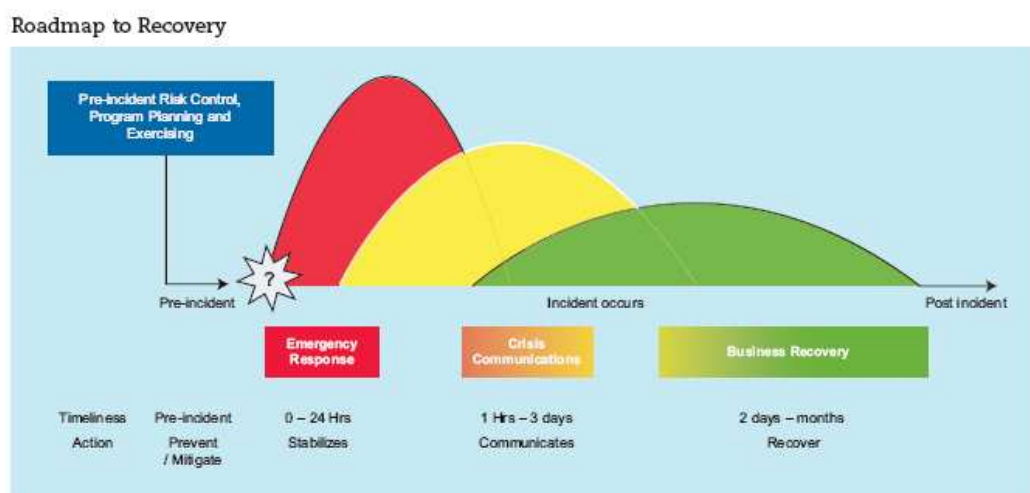 Roadmap to Recovery
Pre-incident Risk Control,
Program Planning and
Exercising
?
Pre-incident
Incident occurs
Post incident
Emergency
Response
Crisis
Communications
Business Recovery
Timeliness
Pre-incident
0 – 24 Hrs
1 Hrs – 3 days
2 days – months
Action
Prevent
/ Mitigate
Stabilizes
Communicates
Recover